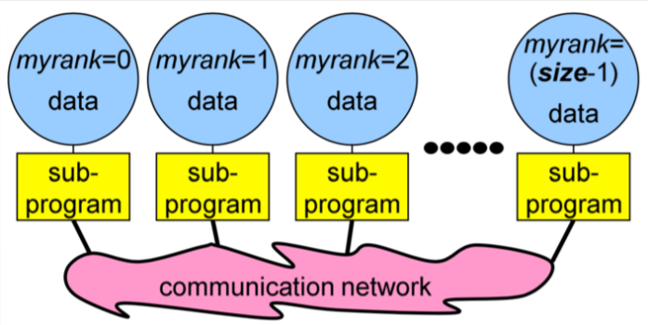 myrank=0
data
myrank=1
data
myrank=2
data
myrank=
(size-1)
data
sub-
program
sub-
program
sub-
program
sub-
program
communication network